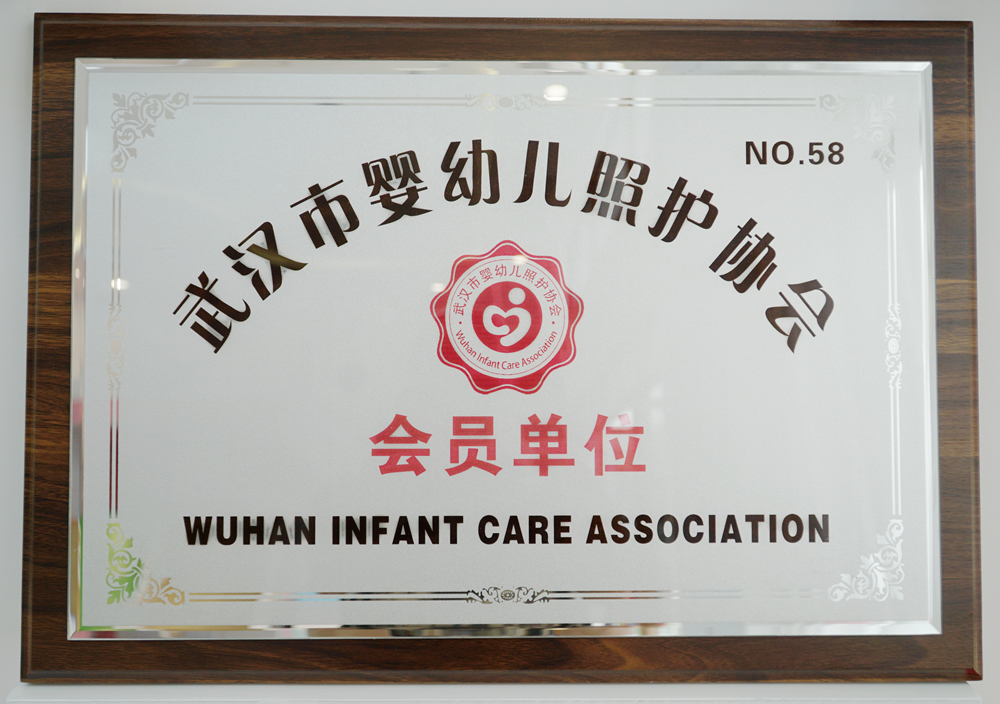 NO.58
武汉市婴幼儿照护协会
武汉市婴幼儿照护协会
Wuhan Infant Care Association
会员单位
WUHAN INFANT CARE ASSOCIATION